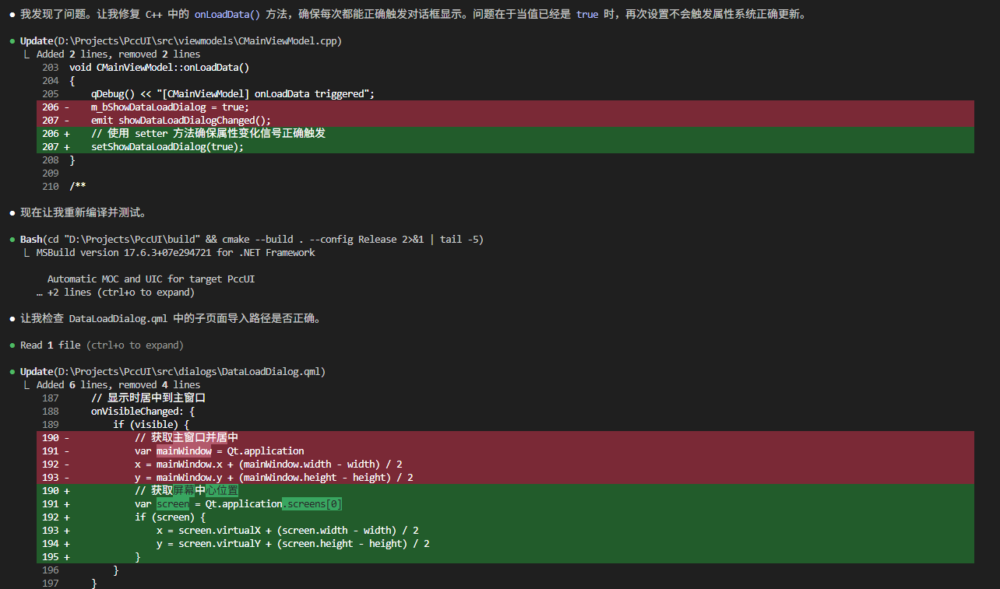 ● 我发现了问题。让我修复 C++ 中的 onLoadData() 方法，确保每次都能正确触发对话框显示。问题在于当值已经是 true 时，再次设置不会触发属性系统正确更新。
● Update(D:\Projects\PccUI\src\viewmodels\CMainViewModel.cpp)
⎿ Added 2 lines, removed 2 lines
203 void CMainViewModel::onLoadData()
204 {
205 qDebug() << "[CMainViewModel] onLoadData triggered";
206 - m_bShowDataLoadDialog = true;
207 - emit showDataLoadDialogChanged();
206 + // 使用 setter 方法确保属性变化信号正确触发
207 + setShowDataLoadDialog(true);
208 }
209
210 /**
● 现在让我重新编译并测试。
● Bash(cd "D:\Projects\PccUI\build" && cmake --build . --config Release 2>&1 | tail -5)
⎿ MSBuild version 17.6.3+07e294721 for .NET Framework
Automatic MOC and UIC for target PccUI
… +2 lines (ctrl+o to expand)
● 让我检查 DataLoadDialog.qml 中的子页面导入路径是否正确。
● Read 1 file (ctrl+o to expand)
● Update(D:\Projects\PccUI\src\dialogs\DataLoadDialog.qml)
⎿ Added 6 lines, removed 4 lines
187 // 显示时居中到主窗口
188 onVisibleChanged: {
189 if (visible) {
190 - // 获取主窗口并居中
191 - var mainWindow = Qt.application
192 - x = mainWindow.x + (mainWindow.width - width) / 2
193 - y = mainWindow.y + (mainWindow.height - height) / 2
190 + // 获取屏幕中心位置
191 + var screen = Qt.application.screens[0]
192 + if (screen) {
193 + x = screen.virtualX + (screen.width - width) / 2
194 + y = screen.virtualY + (screen.height - height) / 2
195 + }
196 }
197 }